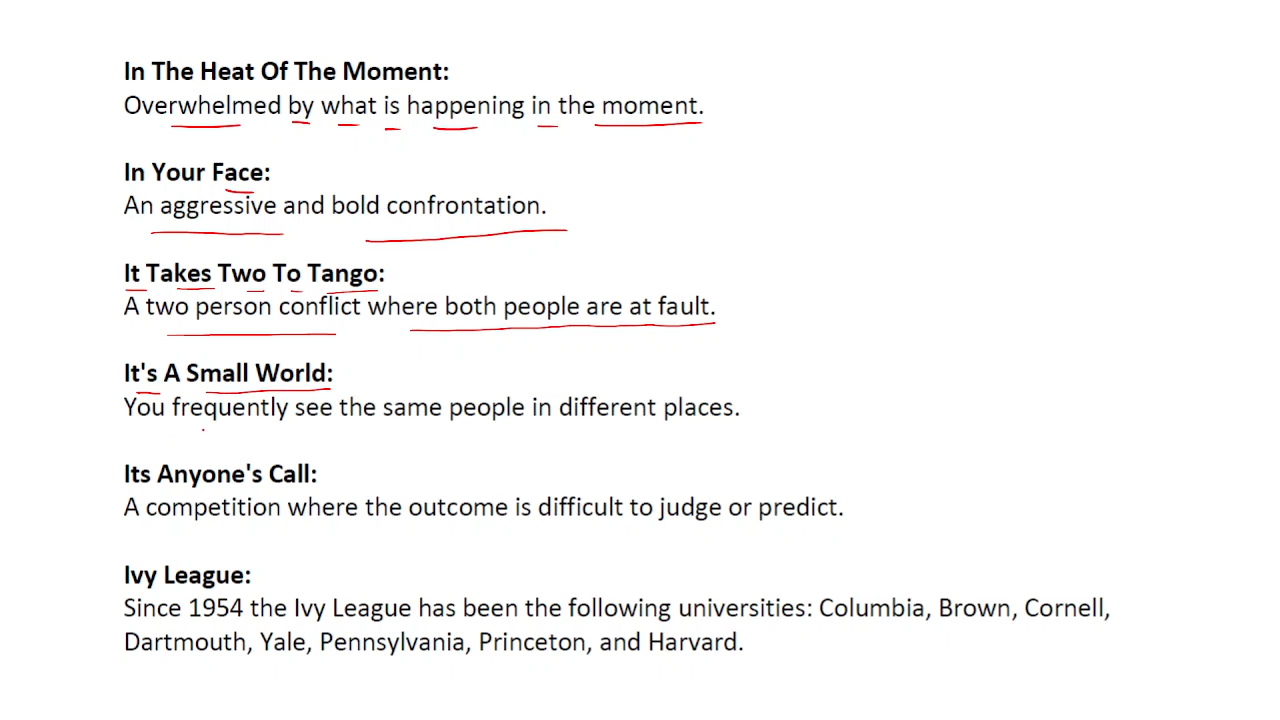 In The Heat Of The Moment:
Overwhelmed by what is happening in the moment.
In Your Face:
An aggressive and bold confrontation.
It Takes Two To Tango:
A two person conflict where both people are at fault.
It's A Small World:
You frequently see the same people in different places.
Its Anyone's Call:
A competition where the outcome is difficult to judge or predict.
Ivy League:
Since 1954 the Ivy League has been the following universities: Columbia, Brown, Cornell,
Dartmouth, Yale, Pennsylvania, Princeton, and Harvard.